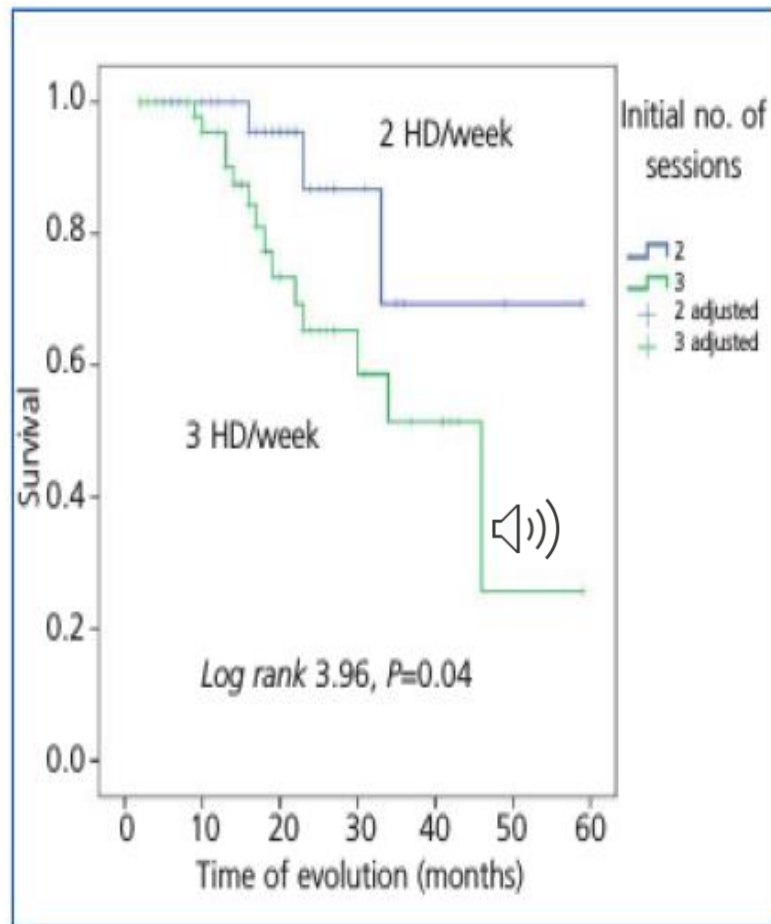 1.0
0.8
0.6
0.4
0.2
0.0
Survival
2 HD/week
3 HD/week
Log rank 3.96, P=0.04
0
10
20
30
40
50
60
Time of evolution (months)
Initial no. of
sessions
2
3
2 adjusted
3 adjusted